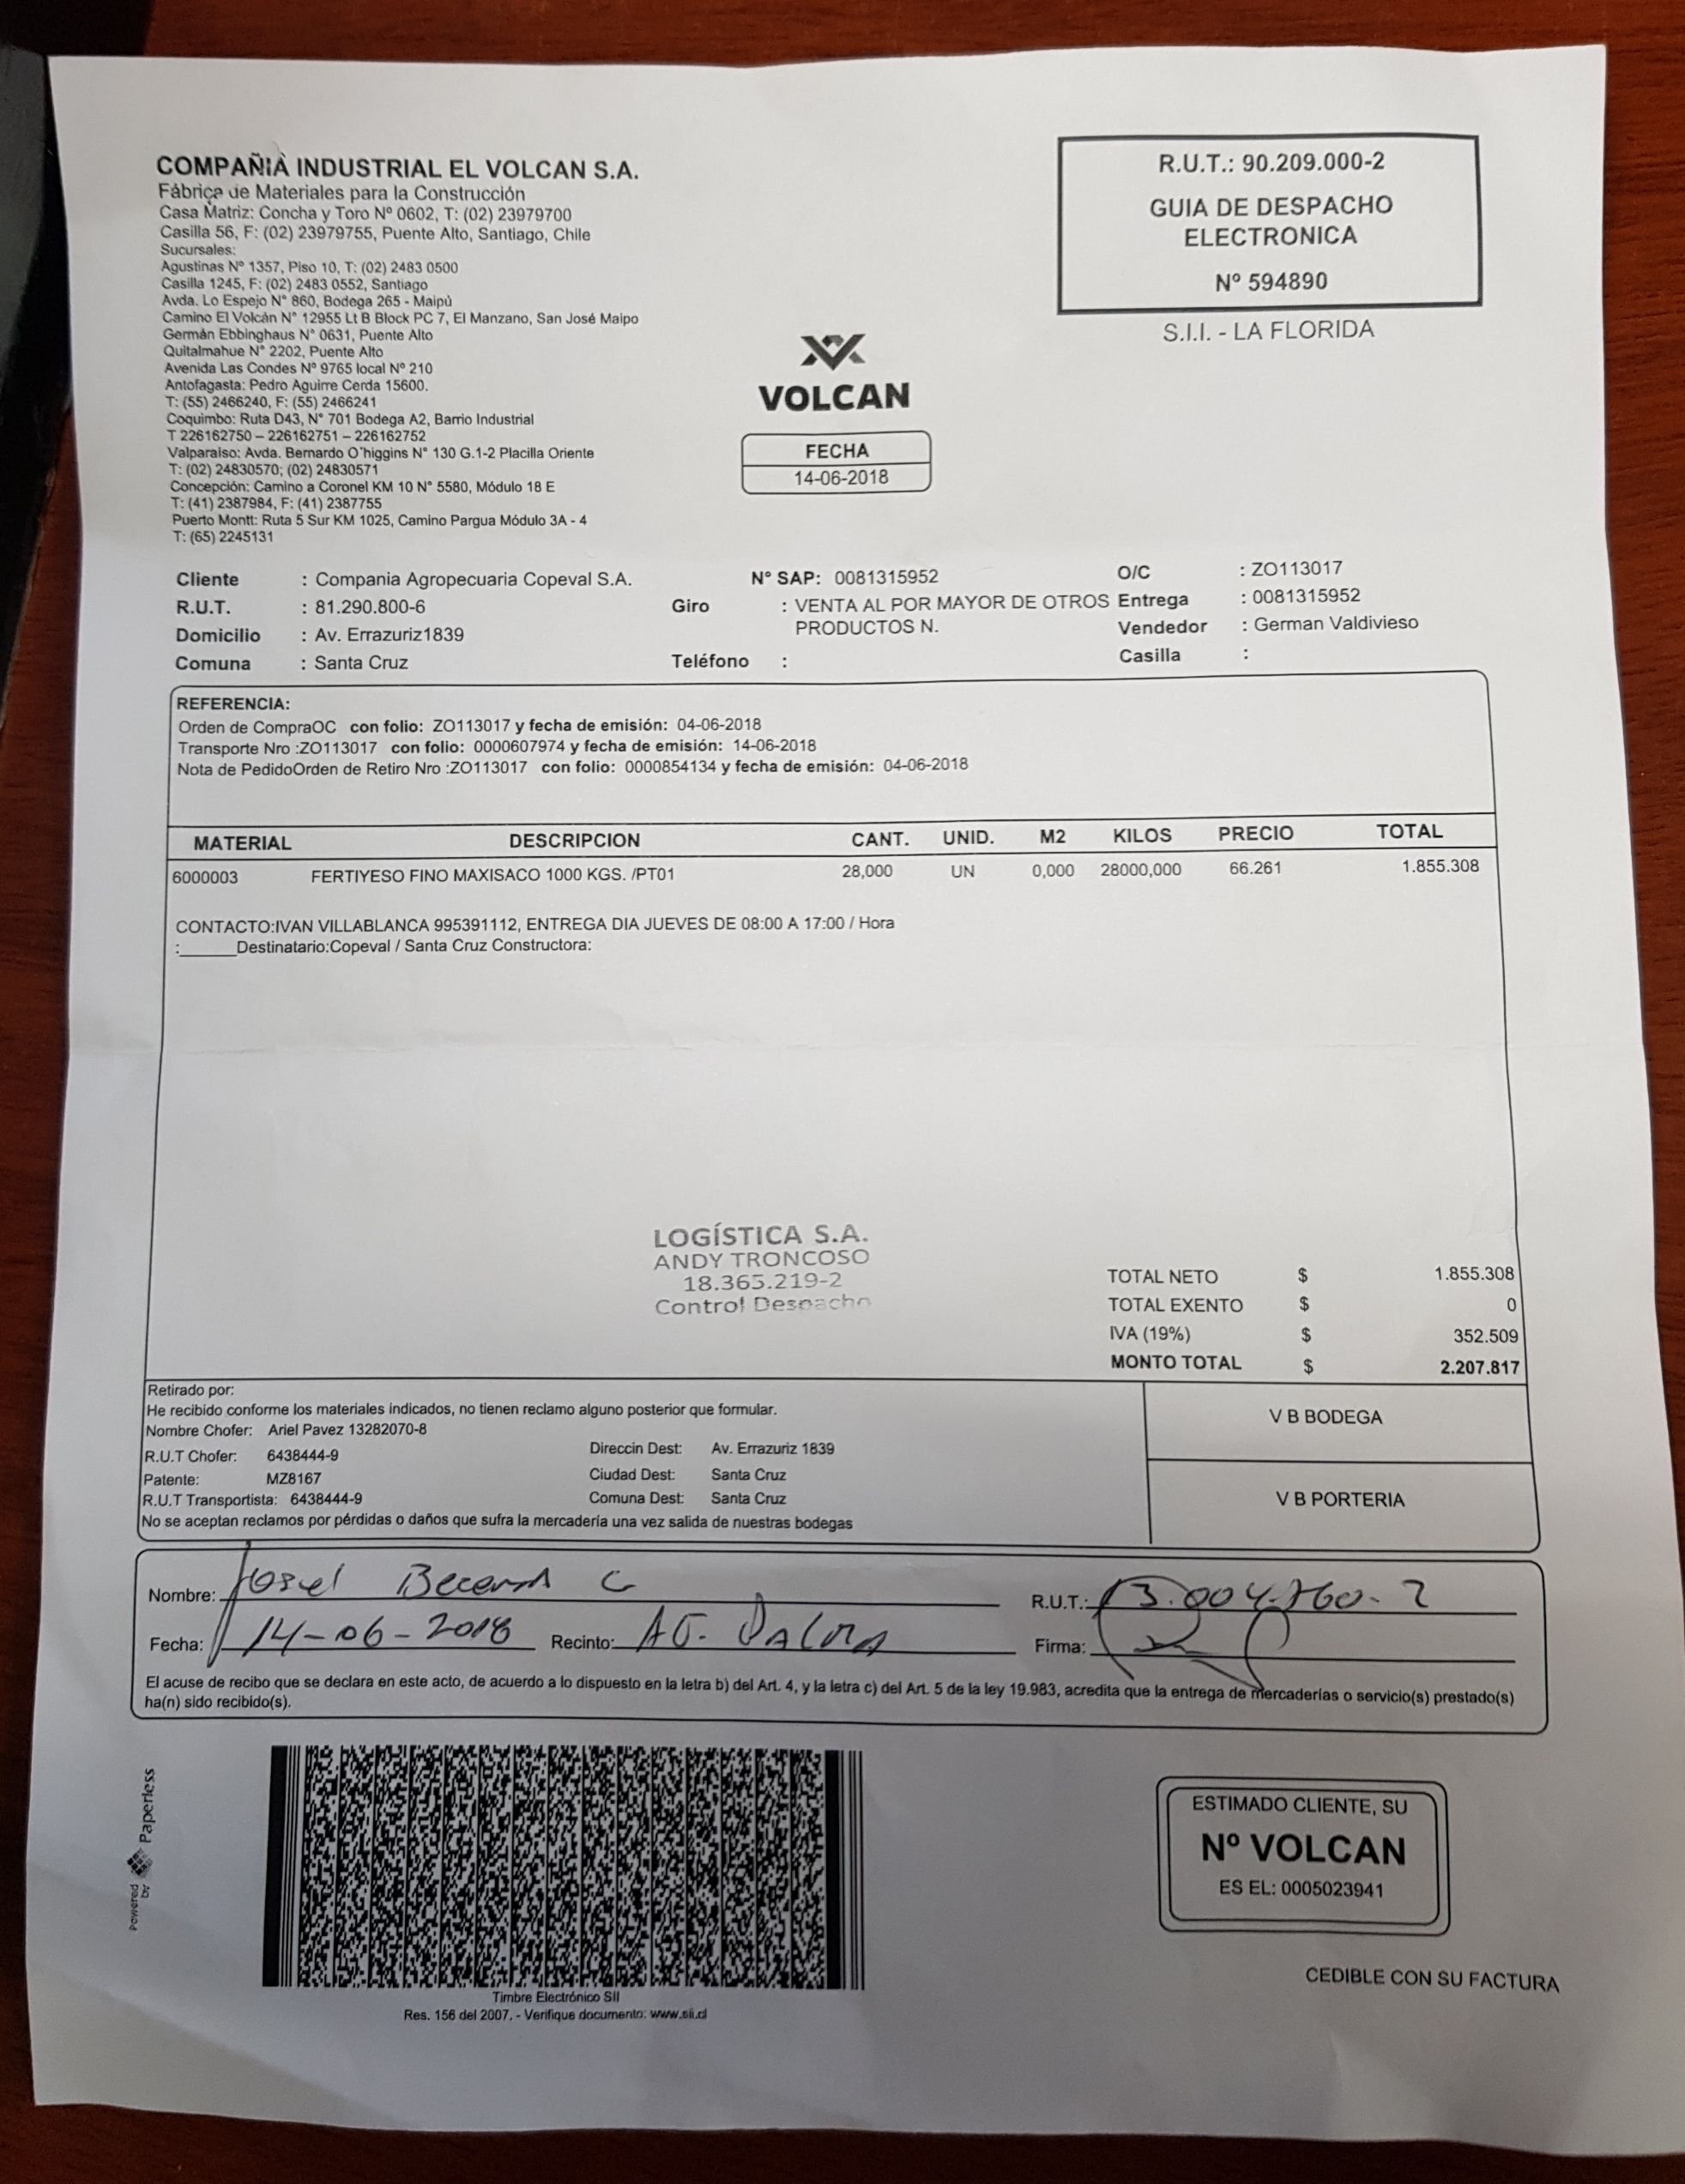 COMPAÑIA INDUSTRIAL EL VOLCAN S.A.
Fábrica de Materiales para la Construcción
Casa Matriz: Concha y Toro Nº 0602, T: (02) 23979700
Casilla 56, F: (02) 23979755, Puente Alto, Santiago, Chile
Sucursales:
Agustinas Nº 1357, Piso 10, T: (02) 2483 0500
Casilla 1245, F: (02) 2483 0552, Santiago
Avda. Lo Espejo N° 860, Bodega 265 - Maipú
Camino El Volcán N° 12955 Lt B Block PC 7, El Manzano, San José Maipo
Germán Ebbinghaus N° 0631, Puente Alto
Quitalmahue N° 2202, Puente Alto
Avenida Las Condes Nº 9765 local Nº 210
Antofagasta: Pedro Aguirre Cerda 15600.
T: (55) 2466240, F: (55) 2466241
Coquimbo: Ruta D43, N° 701 Bodega A2, Barrio Industrial
T 226162750 – 226162751 – 226162752
Valparaiso: Avda. Bernardo O'higgins N° 130 G.1-2 Placilla Oriente
T: (02) 24830570; (02) 24830571
Concepción: Camino a Coronel KM 10 N° 5580, Módulo 18 E
T: (41) 2387984, F: (41) 2387755
Puerto Montt: Ruta 5 Sur KM 1025, Camino Pargua Módulo 3A - 4
T: (65) 2245131
R.U.T.: 90.209.000-2
GUIA DE DESPACHO
ELECTRONICA
Nº 594890
S.I.I. - LA FLORIDA
VOLCAN
FECHA
14-06-2018
Cliente : Compania Agropecuaria Copeval S.A. N° SAP: 0081315952 O/C : ZO113017
R.U.T. : 81.290.800-6 Giro : VENTA AL POR MAYOR DE OTROS Entrega : 0081315952
Domicilio : Av. Errazuriz1839 PRODUCTOS N. Vendedor : German Valdivieso
Comuna : Santa Cruz Teléfono : Casilla :
REFERENCIA:
Orden de CompraOC con folio: ZO113017 y fecha de emisión: 04-06-2018
Transporte Nro :ZO113017 con folio: 0000607974 y fecha de emisión: 14-06-2018
Nota de PedidoOrden de Retiro Nro :ZO113017 con folio: 0000854134 y fecha de emisión: 04-06-2018
MATERIAL DESCRIPCION CANT. UNID. M2 KILOS PRECIO TOTAL
6000003 FERTIYESO FINO MAXISACO 1000 KGS. /PT01 28,000 UN 0,000 28000,000 66.261 1.855.308
CONTACTO:IVAN VILLABLANCA 995391112, ENTREGA DIA JUEVES DE 08:00 A 17:00 / Hora
:______Destinatario:Copeval / Santa Cruz Constructora:
LOGÍSTICA S.A.
ANDY TRONCOSO
18.365.219-2
Control Despacho
TOTAL NETO $ 1.855.308
TOTAL EXENTO $ 0
IVA (19%) $ 352.509
MONTO TOTAL $ 2.207.817
Retirado por:
He recibido conforme los materiales indicados, no tienen reclamo alguno posterior que formular.
Nombre Chofer: Ariel Pavez 13282070-8
R.U.T Chofer: 6438444-9 Direccin Dest: Av. Errazuriz 1839
Patente: MZ8167 Ciudad Dest: Santa Cruz
R.U.T Transportista: 6438444-9 Comuna Dest: Santa Cruz
No se aceptan reclamos por pérdidas o daños que sufra la mercadería una vez salida de nuestras bodegas
V B BODEGA
V B PORTERIA
Nombre: R.U.T.:
Fecha: 14-06-2018 Recinto: Firma:
El acuse de recibo que se declara en este acto, de acuerdo a lo dispuesto en la letra b) del Art. 4, y la letra c) del Art. 5 de la ley 19.983, acredita que la entrega de mercaderías o servicio(s) prestado(s)
ha(n) sido recibido(s).
Powered by Paperless
Timbre Electrónico SII
Res. 156 del 2007. - Verifique documento: www.sii.cl
ESTIMADO CLIENTE, SU
Nº VOLCAN
ES EL: 0005023941
CEDIBLE CON SU FACTURA